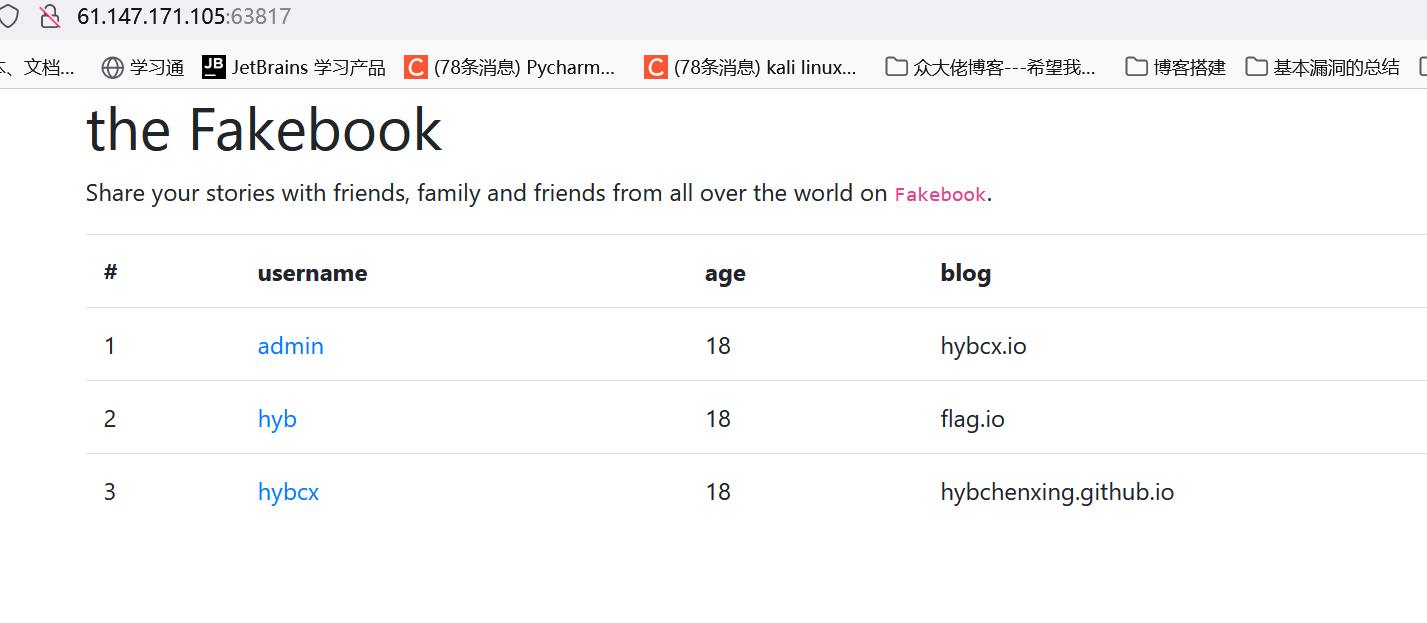 61.147.171.105:63817
、文档... 学习通 JB JetBrains 学习产品 C (78条消息) Pycharm... C (78条消息) kali linux... 众大佬博客---希望我... 博客搭建 基本漏洞的总结
the Fakebook
Share your stories with friends, family and friends from all over the world on Fakebook.
# username age blog
1 admin 18 hybcx.io
2 hyb 18 flag.io
3 hybcx 18 hybchenxing.github.io